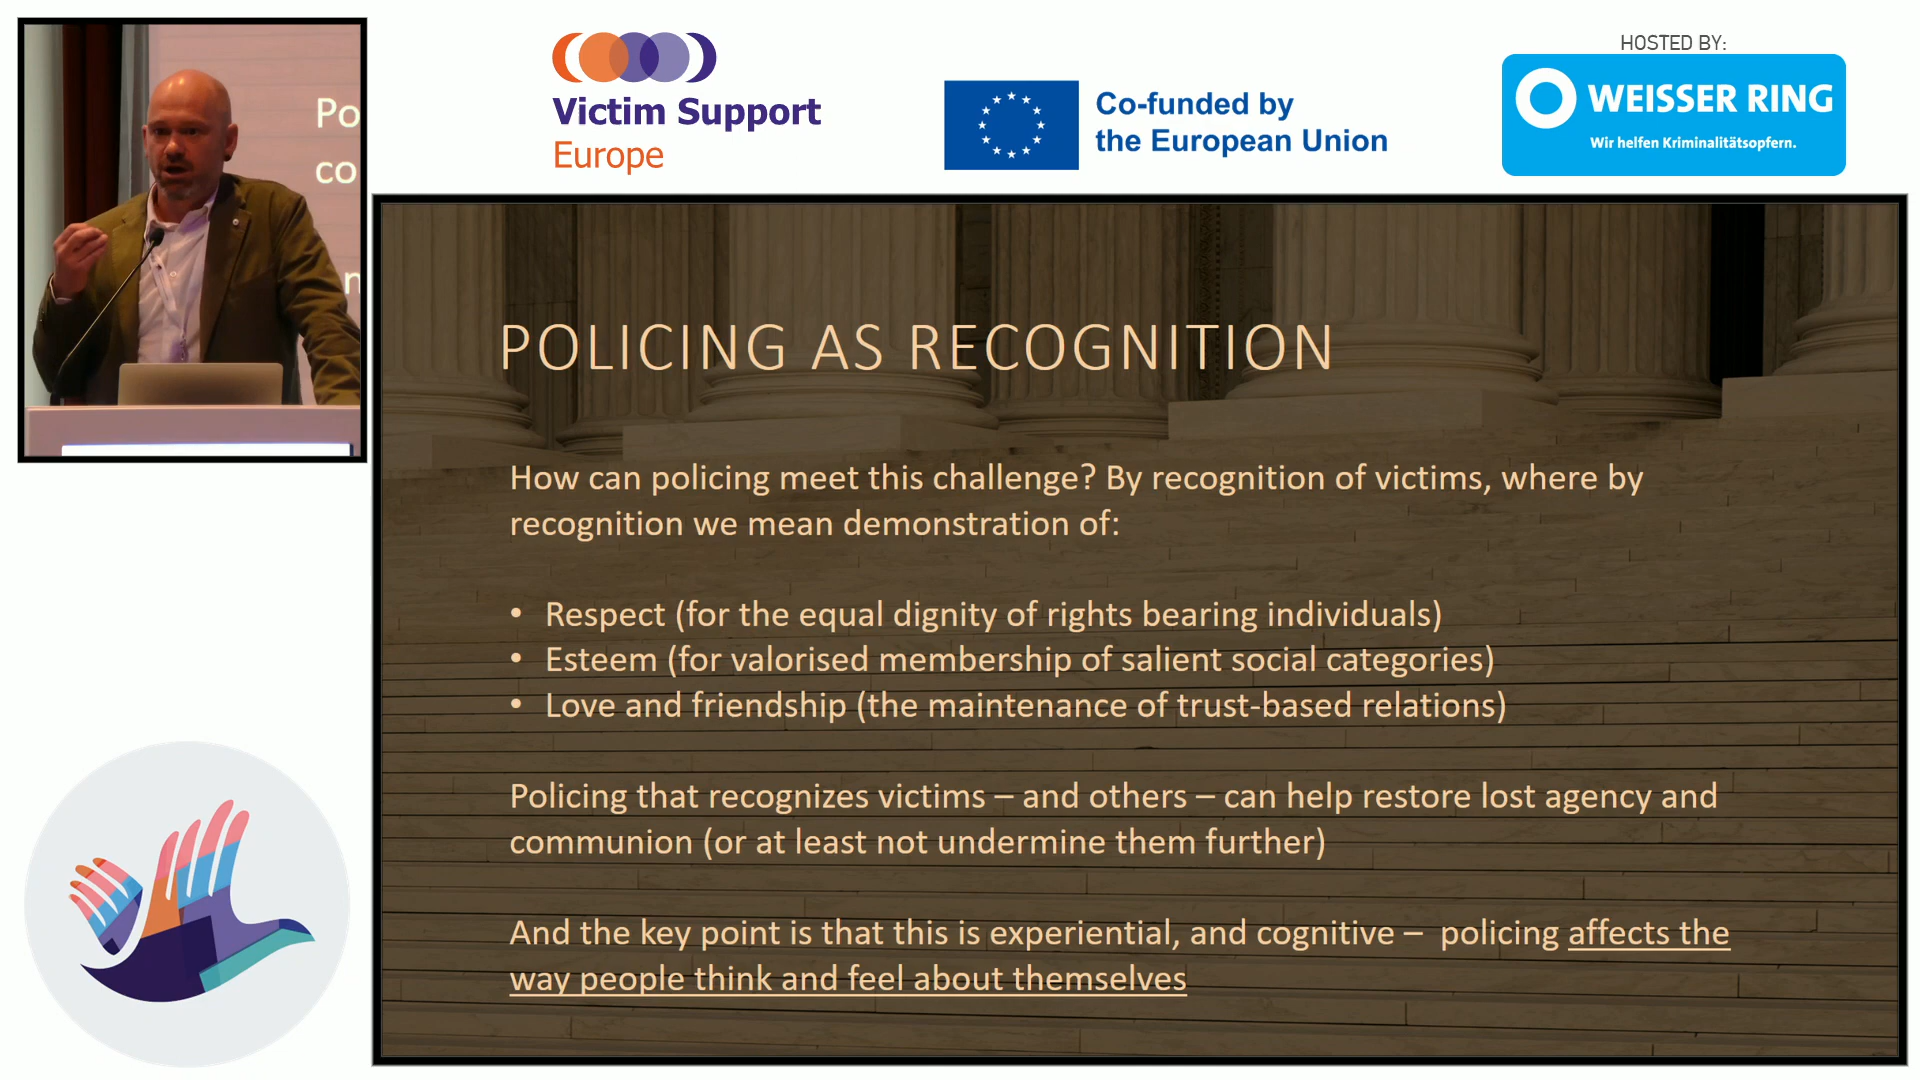 Po
co
Victim Support
Europe
Co-funded by
the European Union
HOSTED BY:
WEISSER RING
Wir helfen Kriminalitätsopfern.
POLICING AS RECOGNITION
How can policing meet this challenge? By recognition of victims, where by
recognition we mean demonstration of:
• Respect (for the equal dignity of rights bearing individuals)
• Esteem (for valorised membership of salient social categories)
• Love and friendship (the maintenance of trust-based relations)
Policing that recognizes victims – and others – can help restore lost agency and
communion (or at least not undermine them further)
And the key point is that this is experiential, and cognitive – policing affects the
way people think and feel about themselves